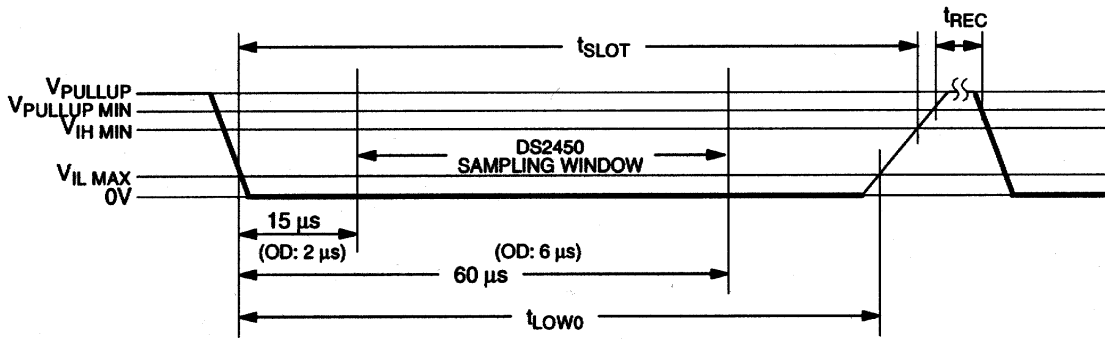 tSLOT
tREC
VPULLUP
VPULLUP MIN
VIH MIN
DS2450
SAMPLING WINDOW
VIL MAX
0V
15 µs
(OD: 2 µs)
(OD: 6 µs)
60 µs
tLOW0